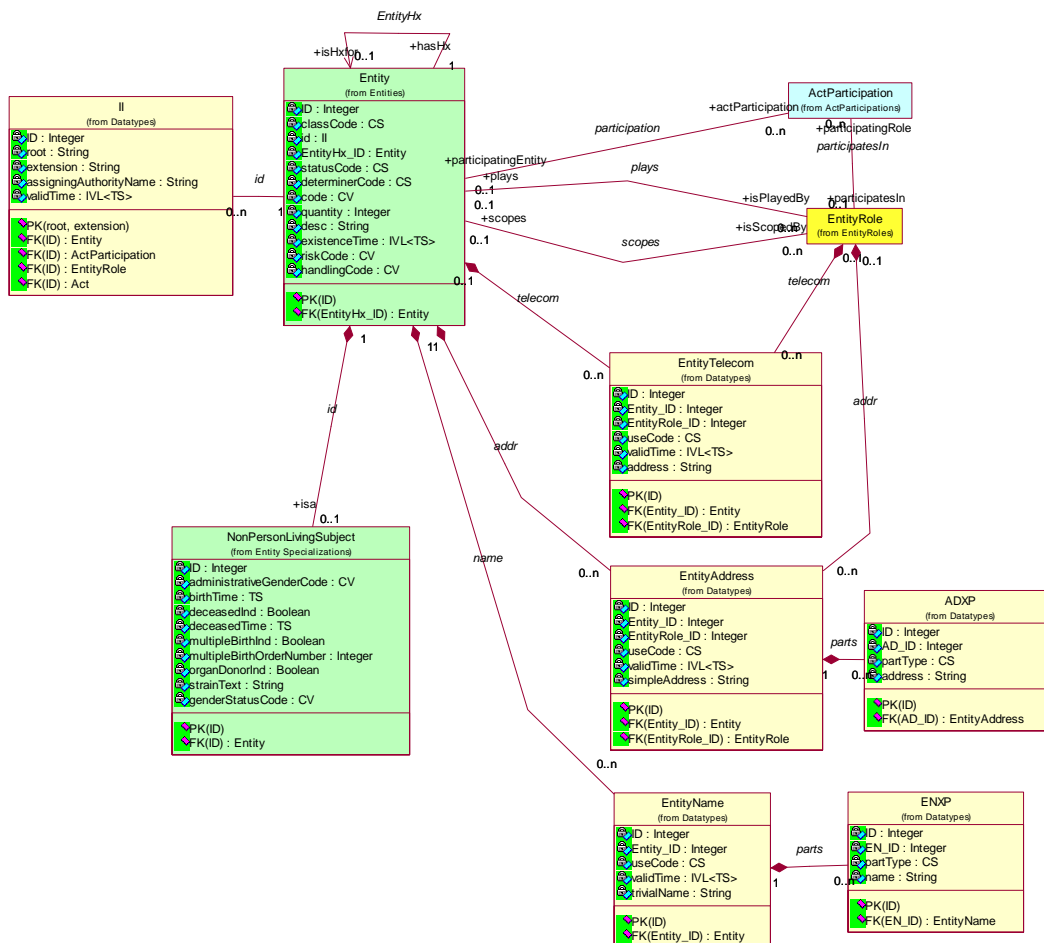 EntityHx
+isHxfor
0..1
+hasHx
1
Entity
(from Entities)
ID : Integer
classCode : CS
id : II
EntityHx_ID : Entity
statusCode : CS
determinerCode : CS
code : CV
quantity : Integer
desc : String
existenceTime : IVL<TS>
riskCode : CV
handlingCode : CV
PK(ID)
FK(EntityHx_ID) : Entity
II
(from Datatypes)
ID : Integer
root : String
extension : String
assigningAuthorityName : String
validTime : IVL<TS>
PK(root, extension)
FK(ID) : Entity
FK(ID) : ActParticipation
FK(ID) : EntityRole
FK(ID) : Act
id
0..n
1
ActParticipation
(from ActParticipations)
+actParticipation
0..n
participation
+participatingEntity
0..1
0..n
+participatingRole
participatesIn
+plays
0..1
plays
+isPlayedBy
0..n
0..1
+participatesIn
EntityRole
(from EntityRoles)
+scopes
0..1
scopes
+isScopedBy
0..n
0..1
0..1
0..1
telecom
telecom
0..n
0..n
EntityTelecom
(from Datatypes)
ID : Integer
Entity_ID : Integer
EntityRole_ID : Integer
useCode : CS
validTime : IVL<TS>
address : String
PK(ID)
FK(Entity_ID) : Entity
FK(EntityRole_ID) : EntityRole
1
11
id
addr
addr
name
+isa
0..1
NonPersonLivingSubject
(from Entity Specializations)
ID : Integer
administrativeGenderCode : CV
birthTime : TS
deceasedInd : Boolean
deceasedTime : TS
multipleBirthInd : Boolean
multipleBirthOrderNumber : Integer
organDonorInd : Boolean
strainText : String
genderStatusCode : CV
PK(ID)
FK(ID) : Entity
0..n
0..n
EntityAddress
(from Datatypes)
ID : Integer
Entity_ID : Integer
EntityRole_ID : Integer
useCode : CS
validTime : IVL<TS>
simpleAddress : String
PK(ID)
FK(Entity_ID) : Entity
FK(EntityRole_ID) : EntityRole
parts
1
0..n
ADXP
(from Datatypes)
ID : Integer
AD_ID : Integer
partType : CS
address : String
PK(ID)
FK(AD_ID) : EntityAddress
0..n
EntityName
(from Datatypes)
ID : Integer
Entity_ID : Integer
useCode : CS
validTime : IVL<TS>
trivialName : String
PK(ID)
FK(Entity_ID) : Entity
parts
1
0..n
ENXP
(from Datatypes)
ID : Integer
EN_ID : Integer
partType : CS
name : String
PK(ID)
FK(EN_ID) : EntityName